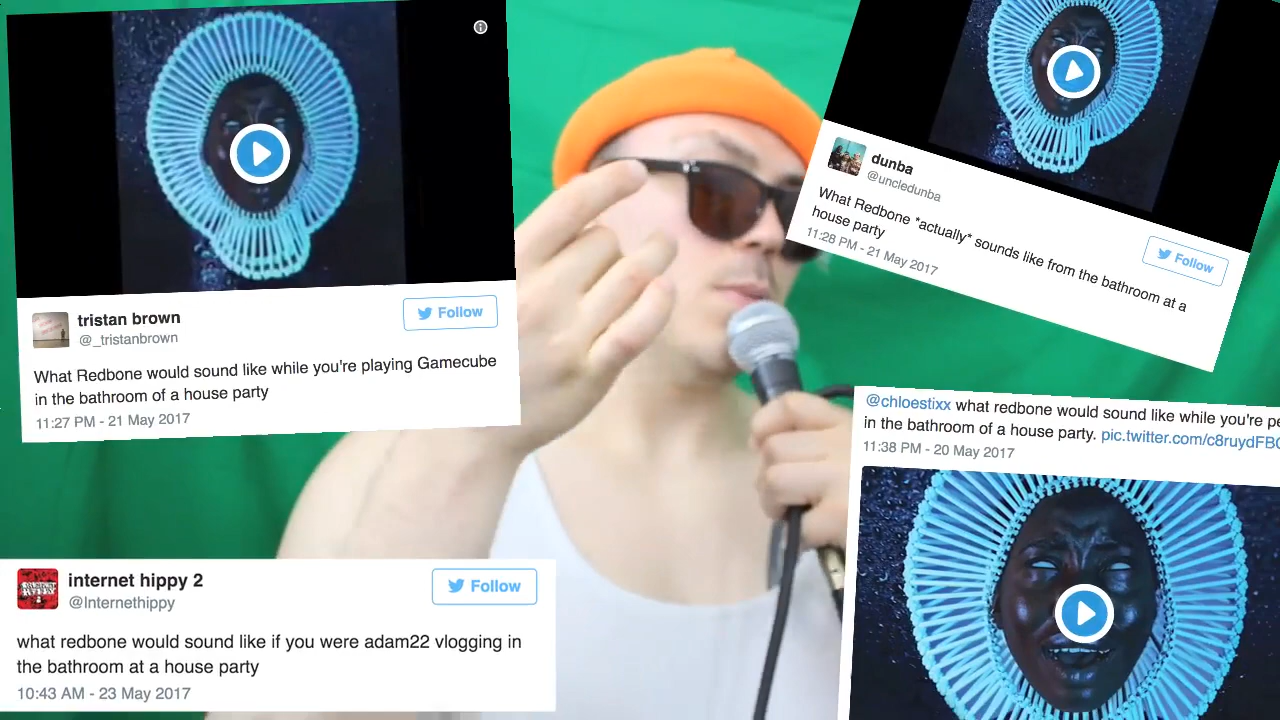 tristan brown
@_tristanbrown
Follow
What Redbone would sound like while you're playing Gamecube
in the bathroom of a house party
11:27 PM - 21 May 2017
dunba
@uncledunba
Follow
What Redbone *actually* sounds like from the bathroom at a
house party
11:28 PM - 21 May 2017
@chloestixx what redbone would sound like while you're
in the bathroom of a house party. pic.twitter.com/c8ruydFB
11:38 PM - 20 May 2017
internet hippy 2
@Internethippy
Follow
what redbone would sound like if you were adam22 vlogging in
the bathroom at a house party
10:43 AM - 23 May 2017